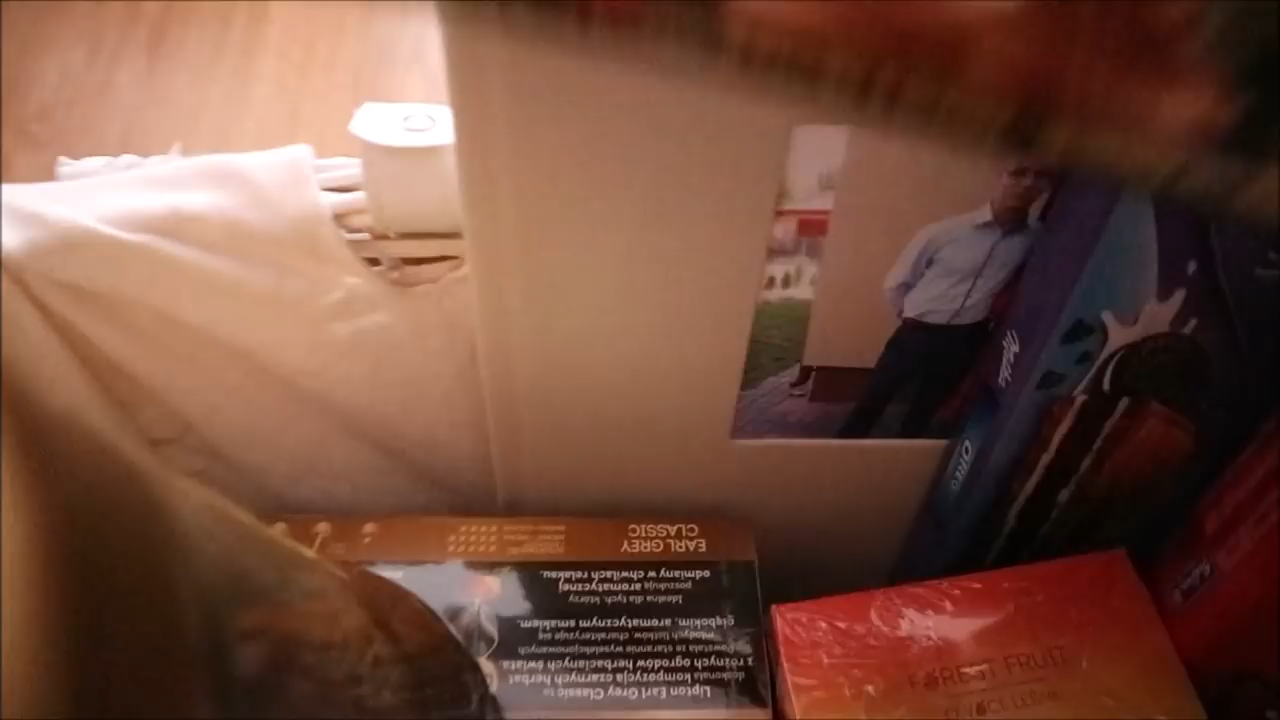 EARL GREY
CLASSIC
Lipton Earl Grey Classic to
doskonała kompozycja czarnych herbat
z różnych ogrodów herbacianych świata.
Powstała ze starannie wyselekcjonowanych
młodych listków, charakteryzuje się
głębokim, aromatycznym smakiem.
Idealna dla tych, którzy
poszukują aromatycznej
odmiany w chwilach relaksu.
FOREST FRUIT
OWOCE LEŚNE
Milka
OREO